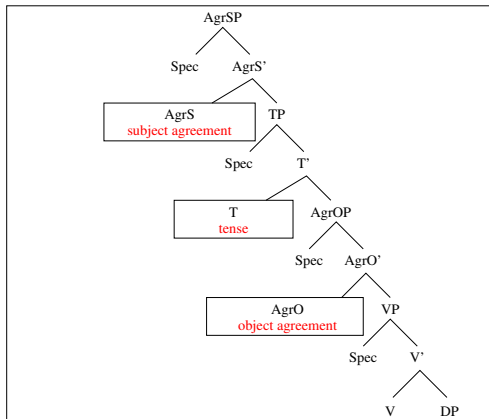 AgrSP
Spec AgrS’
AgrS TP
subject agreement
Spec T’
T AgrOP
tense
Spec AgrO’
AgrO VP
object agreement
Spec V’
V DP